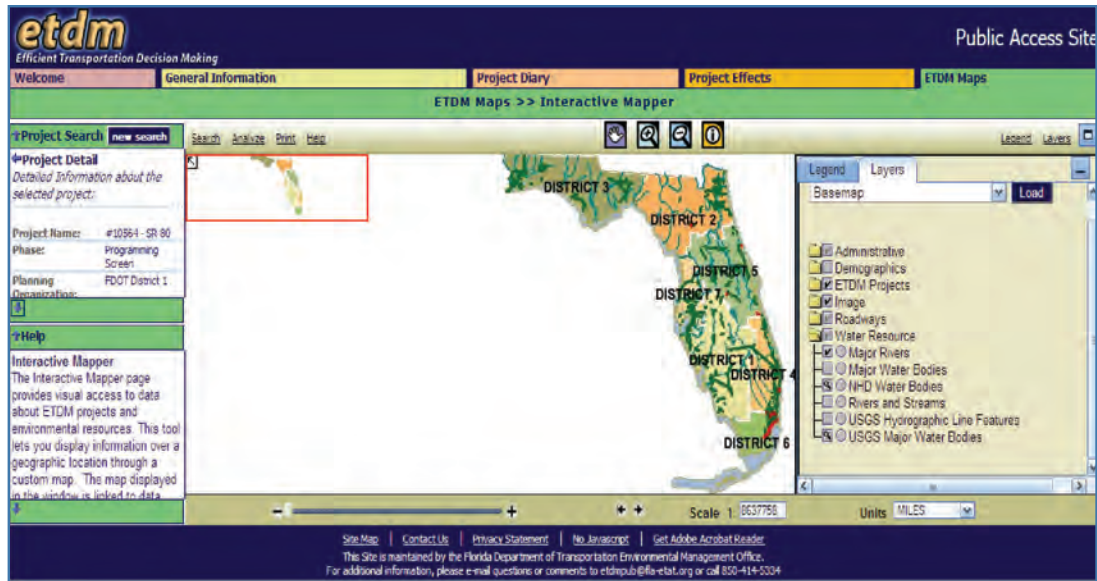 etdm
Efficient Transportation Decision Making
Public Access Site
Welcome
General Information
Project Diary
Project Effects
ETDM Maps
ETDM Maps >> Interactive Mapper
Project Search new search
Project Detail
Detailed Information about the
selected project:
Project Name: #10564 - SR 80
Phase: Programming
Screen
Planning FDOT District 1
Organization:
Help
Interactive Mapper
The Interactive Mapper page
provides visual access to data
about ETDM projects and
environmental resources. This tool
lets you display information over a
geographic location through a
custom map. The map displayed
in the window is linked to data
Search Analyze Print Help
Legend Layers
DISTRICT 3
DISTRICT 2
DISTRICT 5
DISTRICT 7
DISTRICT 1
DISTRICT 4
DISTRICT 6
Legend Layers
Basemap Load
Administrative
Demographics
ETDM Projects
Image
Roadways
Water Resource
Major Rivers
Major Water Bodies
NHD Water Bodies
Rivers and Streams
USGS Hydrographic Line Features
USGS Major Water Bodies
Scale 1: 8637758
Units MILES
Site Map | Contact Us | Privacy Statement | No Javascript | Get Adobe Acrobat Reader
This Site is maintained by the Florida Department of Transportation Environmental Management Office.
For additional information, please e-mail questions or comments to etdmpub@fla-etat.org or call 850-414-5334